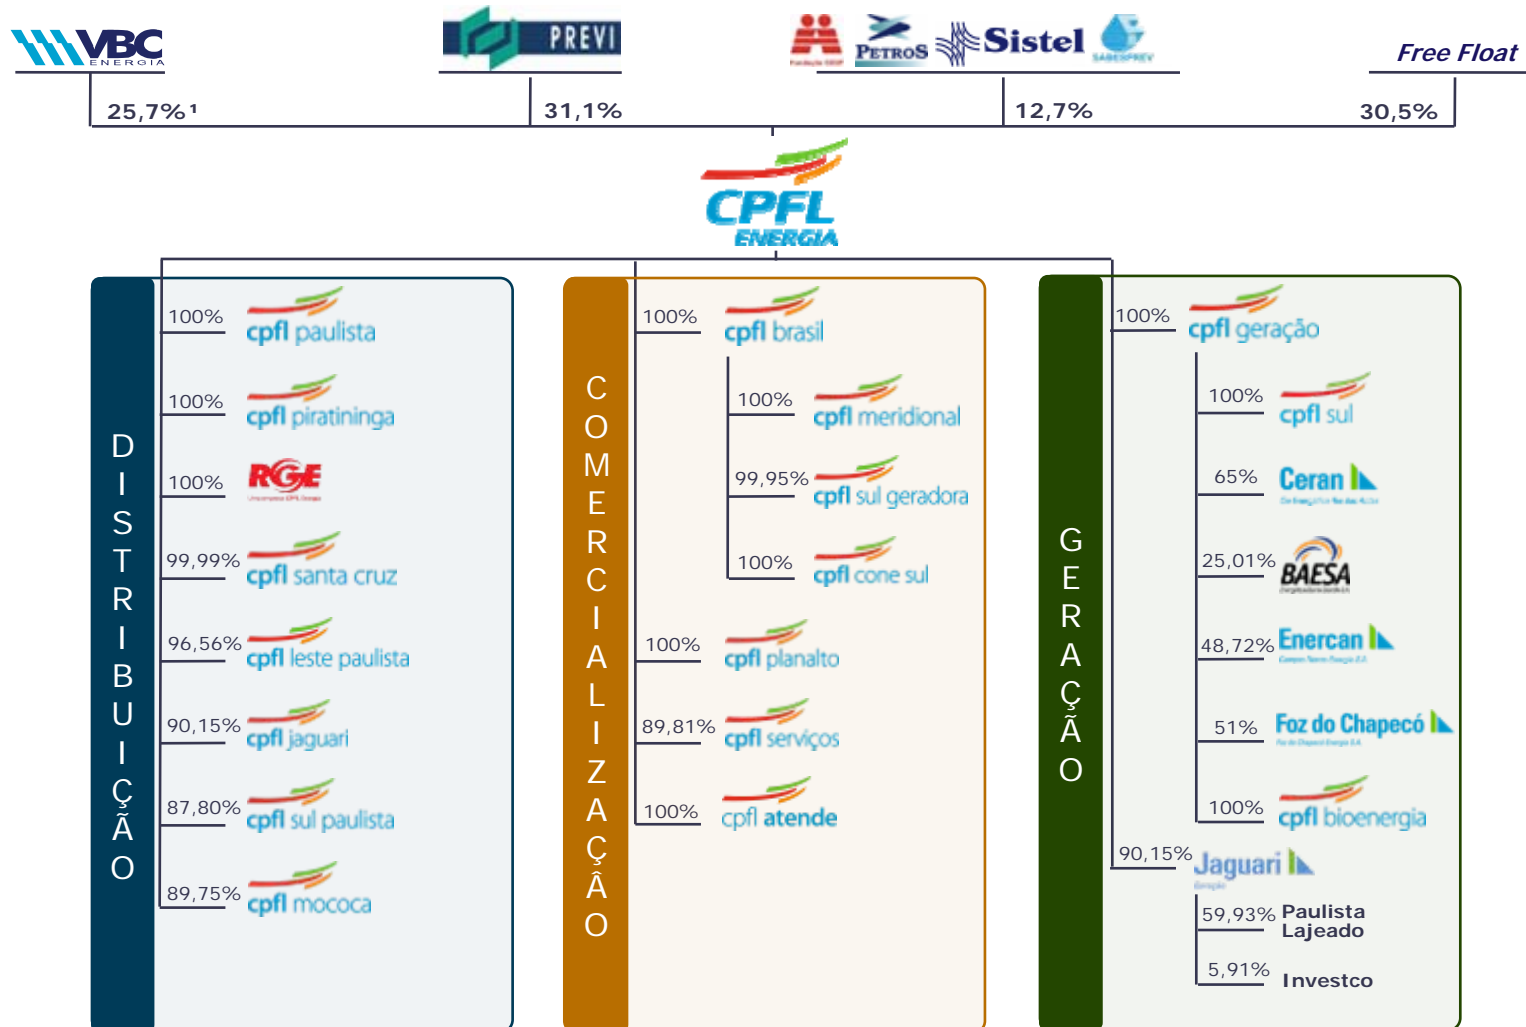 VBC
ENERGIA
PREVI
PETROS
Sistel
SABESPREV
Free Float
25,7%¹
31,1%
12,7%
30,5%
CPFL
ENERGIA
DISTRIBUIÇÃO
100%
cpfl paulista
100%
cpfl piratininga
100%
RGE
99,99%
cpfl santa cruz
96,56%
cpfl leste paulista
90,15%
cpfl jaguari
87,80%
cpfl sul paulista
89,75%
cpfl mococa
COMERCIALIZAÇÂO
100%
cpfl brasil
100%
cpfl meridional
99,95%
cpfl sul geradora
100%
cpfl cone sul
100%
cpfl planalto
89,81%
cpfl serviços
100%
cpfl atende
GERAÇÃO
100%
cpfl geração
100%
cpfl sul
65%
Ceran
25,01%
BAESA
48,72%
Enercan
51%
Foz do Chapecó
100%
cpfl bioenergia
90,15%
Jaguari
Geração
59,93%
Paulista
Lajeado
5,91%
Investco